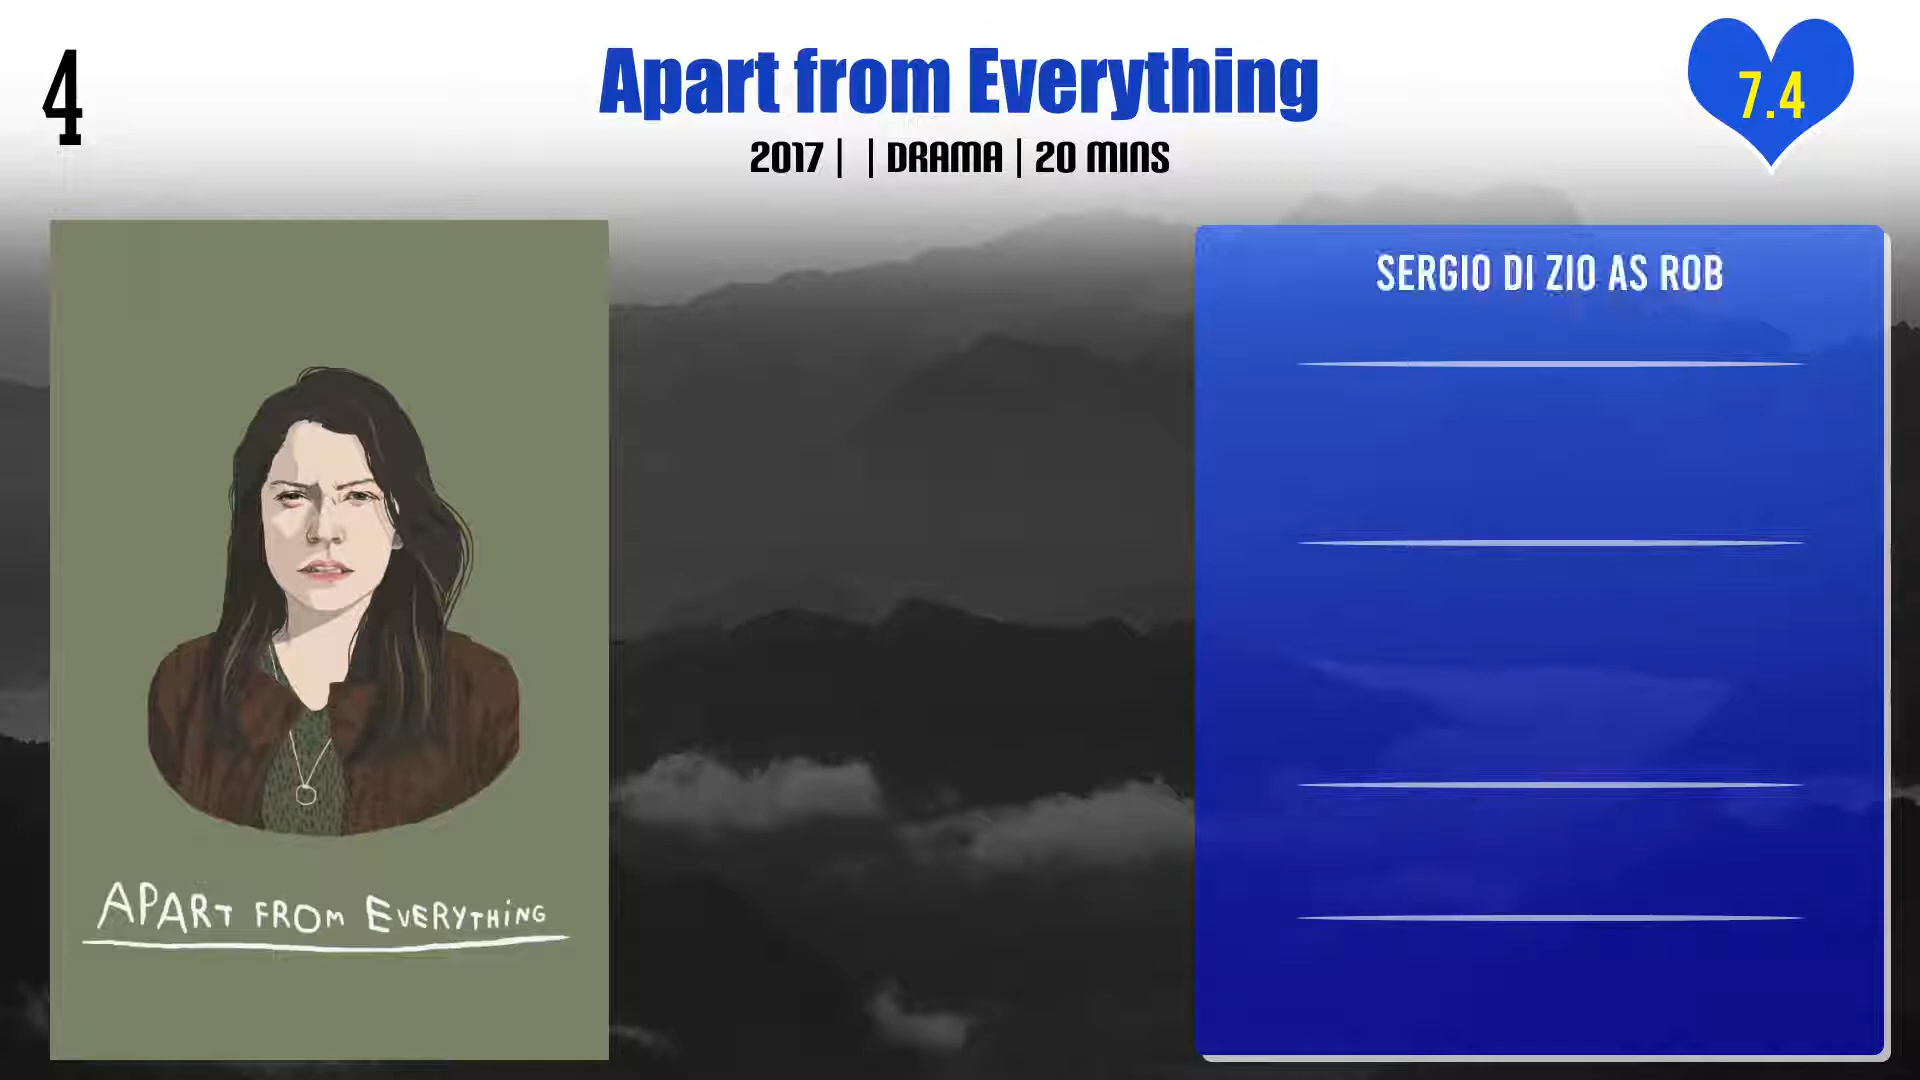 4
Apart from Everything
7.4
2017 | | DRAMA | 20 MINS
SERGIO DI ZIO AS ROB
APART FROM EVERYTHING